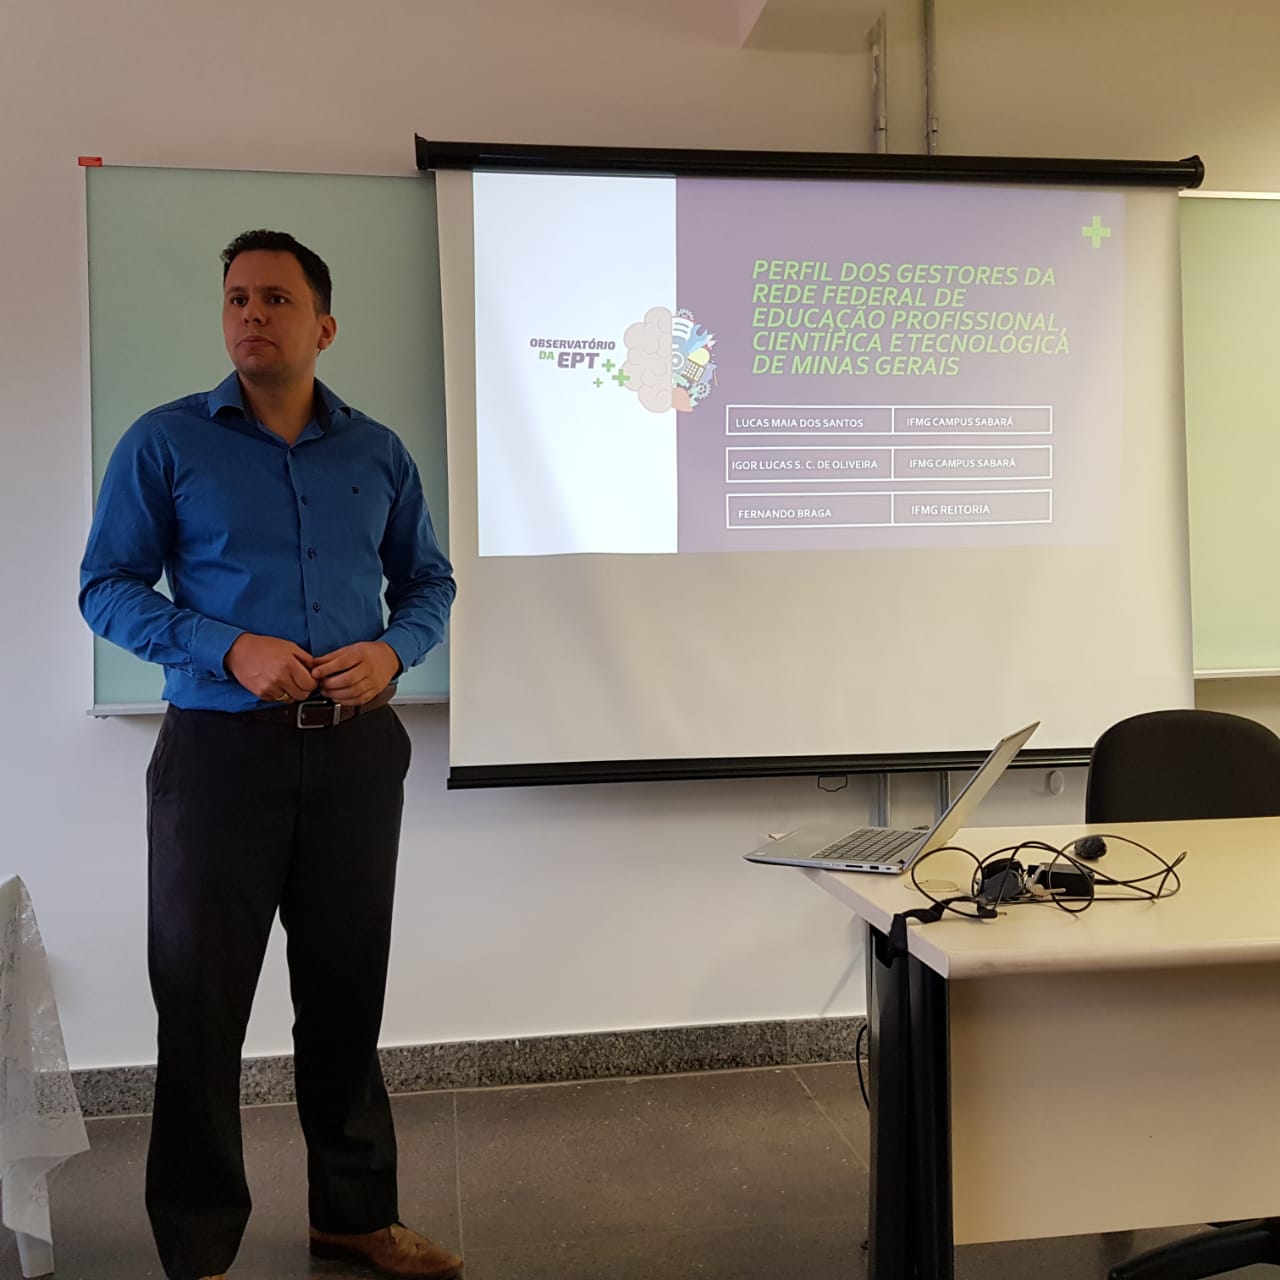 OBSERVATÓRIO
DA EPT
PERFIL DOS GESTORES DA
REDE FEDERAL DE
EDUCAÇÃO PROFISSIONAL,
CIENTÍFICA E TECNOLÓGICA
DE MINAS GERAIS
LUCAS MAIA DOS SANTOS IFMG CAMPUS SABARÁ
IGOR LUCAS S. C. DE OLIVEIRA IFMG CAMPUS SABARÁ
FERNANDO BRAGA IFMG REITORIA